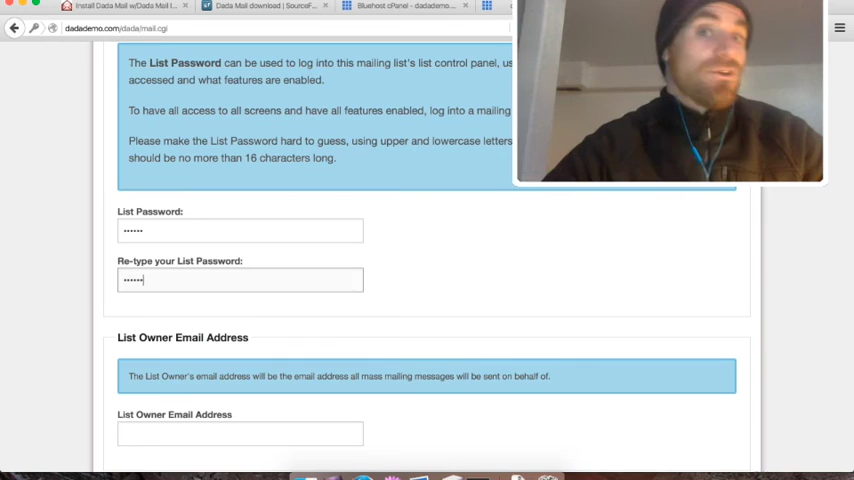 Install Dada Mail w/Dada Mail I...
Dada Mail download | SourceF...
Bluehost cPanel - dadademo...
dadademo.com/dada/mail.cgi
The List Password can be used to log into this mailing list's list control panel, us
accessed and what features are enabled.
To have all access to all screens and have all features enabled, log into a mailing
Please make the List Password hard to guess, using upper and lowercase letters
should be no more than 16 characters long.
List Password:
••••••
Re-type your List Password:
••••••
List Owner Email Address
The List Owner's email address will be the email address all mass mailing messages will be sent on behalf of.
List Owner Email Address